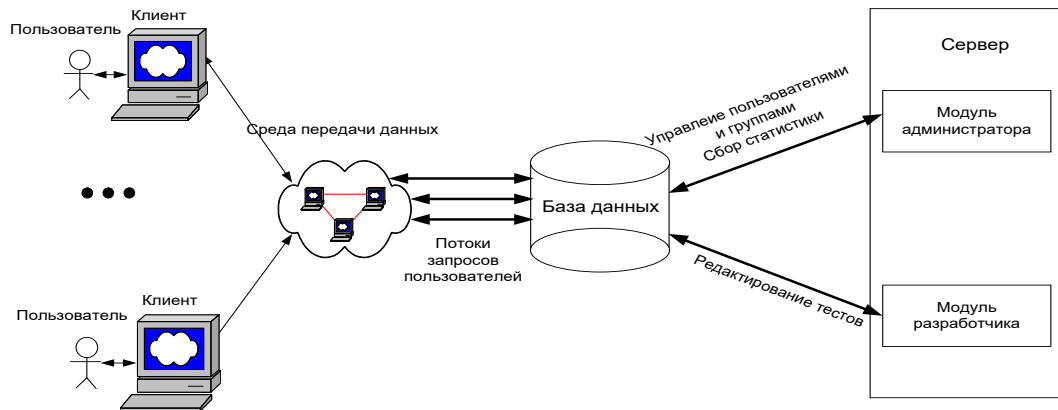 Клиент
Пользователь
Среда передачи данных
Потоки
запросов
пользователей
База данных
Управлеие пользователями
и группами
Сбор статистики
Редактирование тестов
Сервер
Модуль
администратора
Модуль
разработчика
Клиент
Пользователь